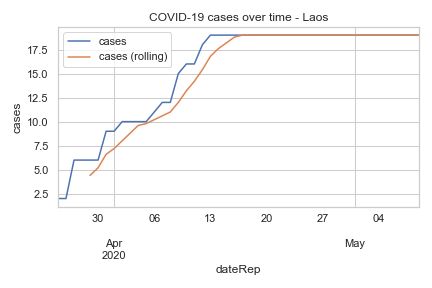 COVID-19 cases over time - Laos
cases
cases (rolling)
17.5
15.0
12.5
10.0
7.5
5.0
2.5
cases
30 06 13 20 27 04
Apr May
2020
dateRep